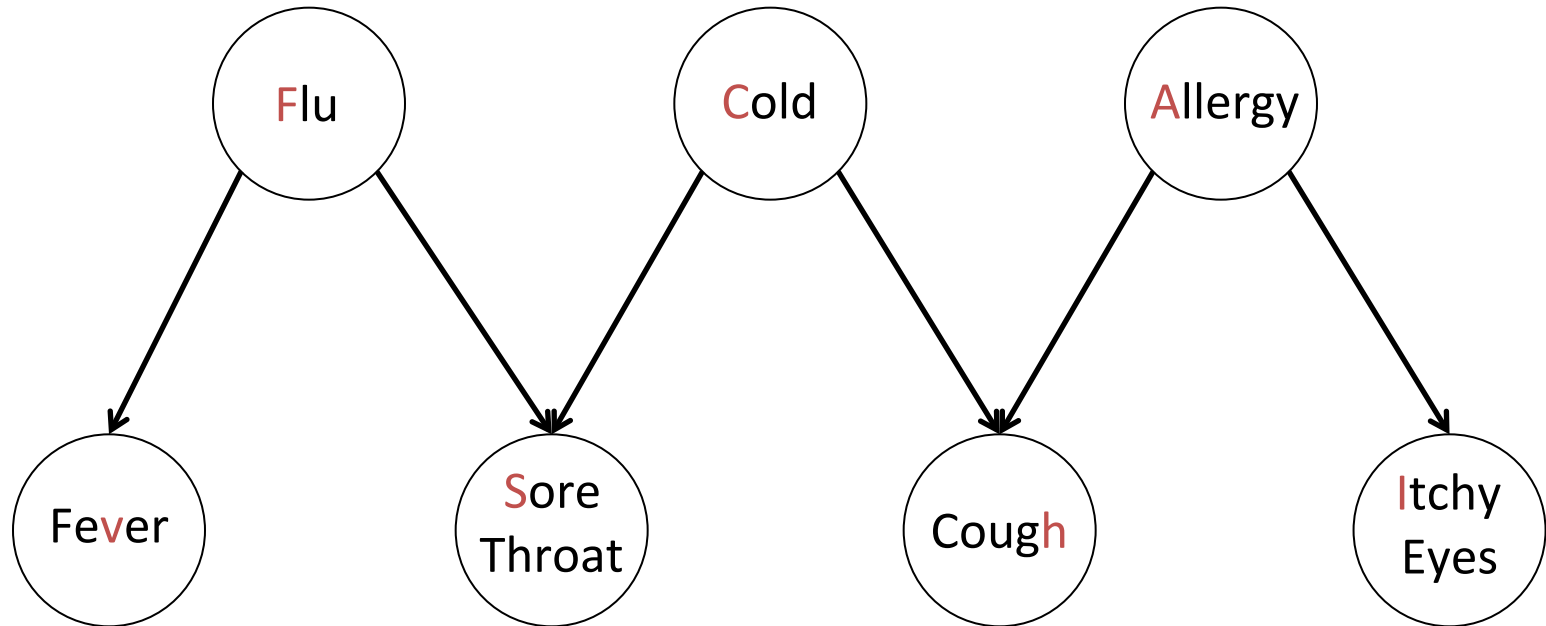 Flu
Cold
Allergy
Fever
Sore
Throat
Cough
Itchy
Eyes